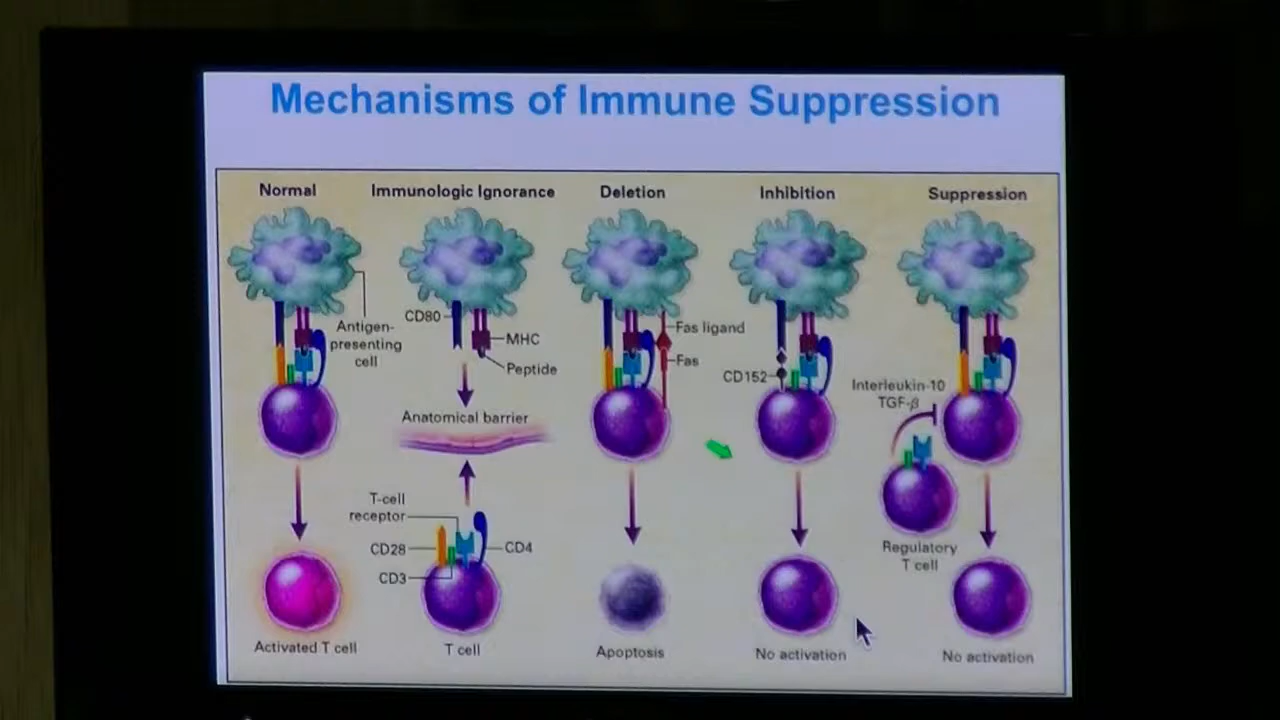 Mechanisms of Immune Suppression
Normal
Immunologic Ignorance
Deletion
Inhibition
Suppression
Antigen-
presenting
cell
CD80
MHC
Peptide
Fas ligand
Fas
CD152
Interleukin-10
TGF-β
Anatomical barrier
T-cell
receptor
CD28
CD3
CD4
Regulatory
T cell
Activated T cell
T cell
Apoptosis
No activation
No activation